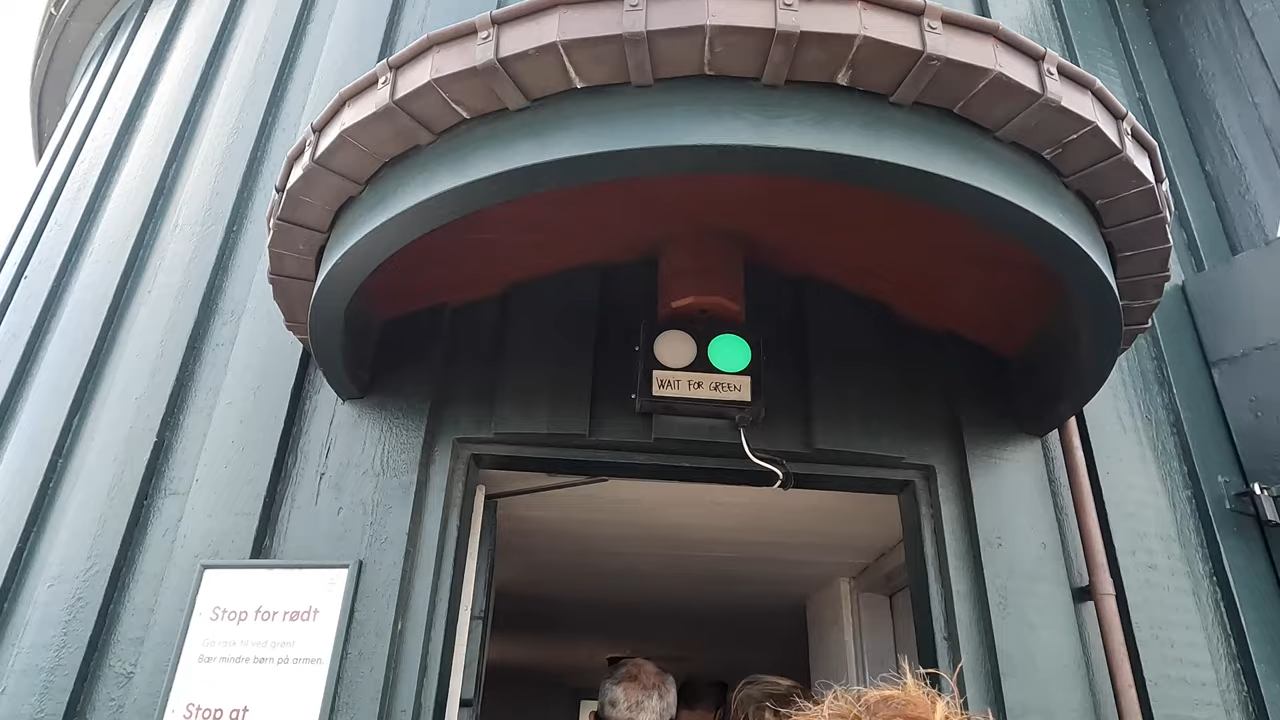 WAIT FOR GREEN
Stop for rødt
Gå rask til ved grønt.
Bær mindre børn på armen.
Stop at